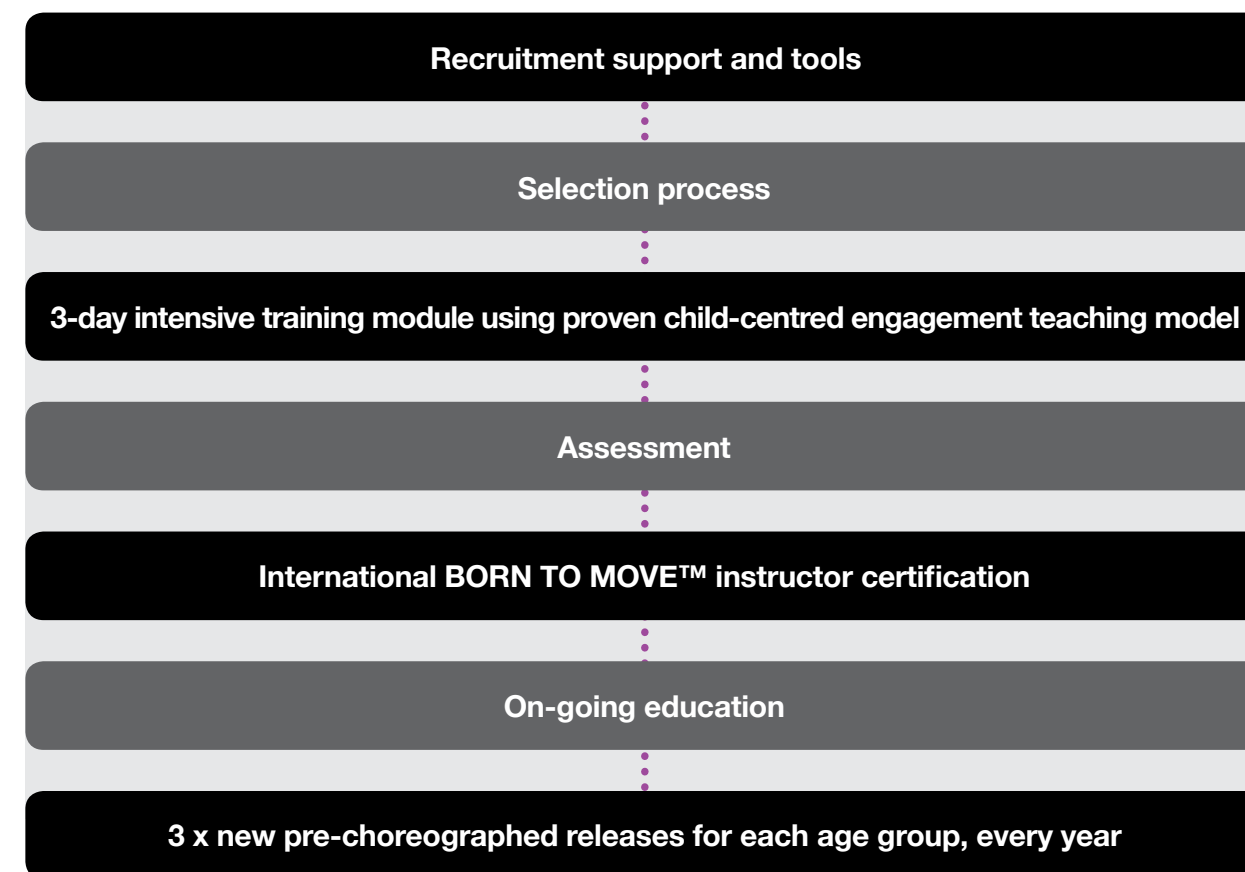 Recruitment support and tools
Selection process
3-day intensive training module using proven child-centred engagement teaching model
Assessment
International BORN TO MOVE™ instructor certification
On-going education
3 x new pre-choreographed releases for each age group, every year